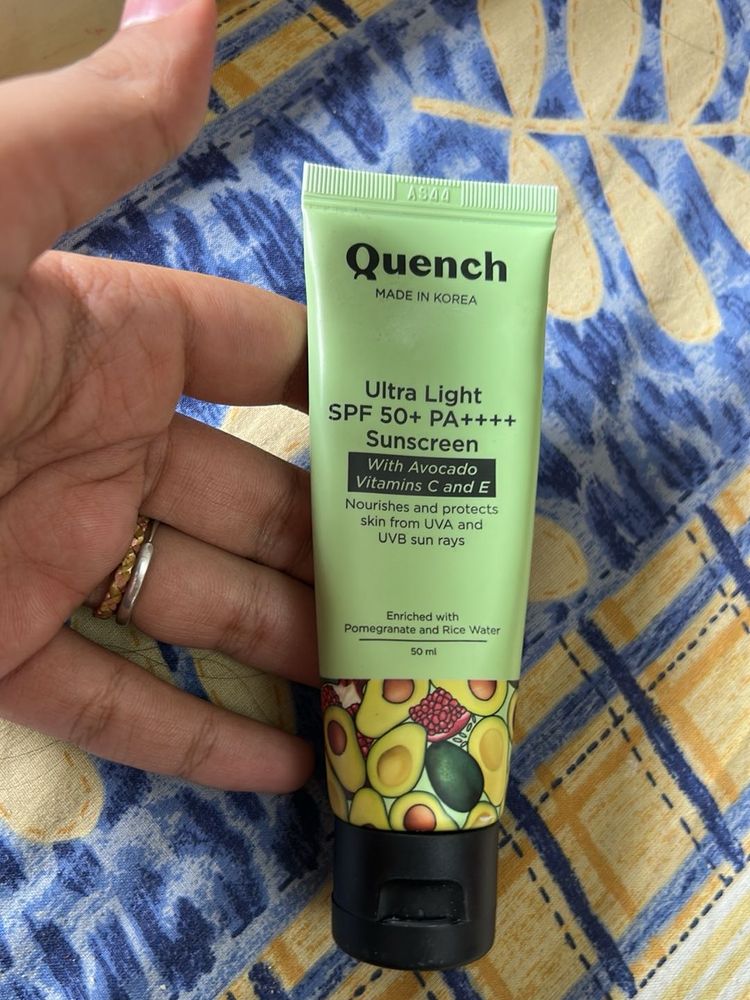 AS44
Quench
MADE IN KOREA
Ultra Light
SPF 50+ PA++++
Sunscreen
With Avocado
Vitamins C and E
Nourishes and protects
skin from UVA and
UVB sun rays
Enriched with
Pomegranate and Rice Water
50 ml